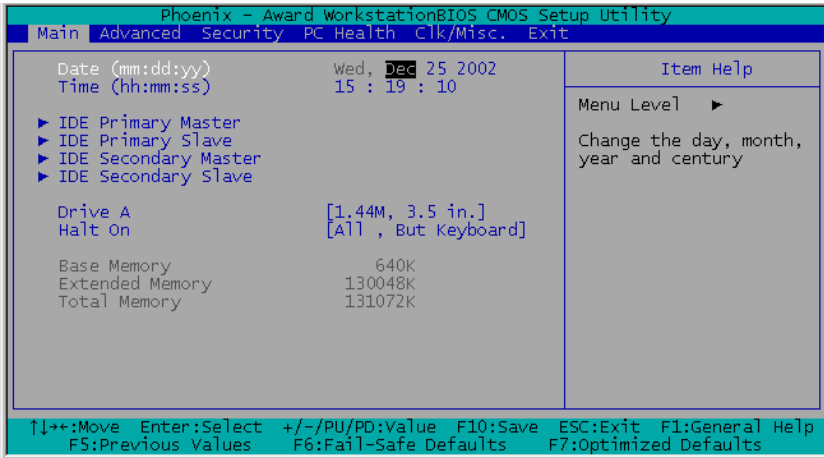 Phoenix - Award WorkstationBIOS CMOS Setup Utility
Main Advanced Security PC Health Clk/Misc. Exit
Date (mm:dd:yy) Wed, Dec 25 2002
Time (hh:mm:ss) 15 : 19 : 10
► IDE Primary Master
► IDE Primary Slave
► IDE Secondary Master
► IDE Secondary Slave
Drive A [1.44M, 3.5 in.]
Halt On [All , But Keyboard]
Base Memory 640K
Extended Memory 130048K
Total Memory 131072K
Item Help
Menu Level ►
Change the day, month,
year and century
↑↓→←:Move Enter:Select +/-/PU/PD:Value F10:Save ESC:Exit F1:General Help
F5:Previous Values F6:Fail-Safe Defaults F7:Optimized Defaults